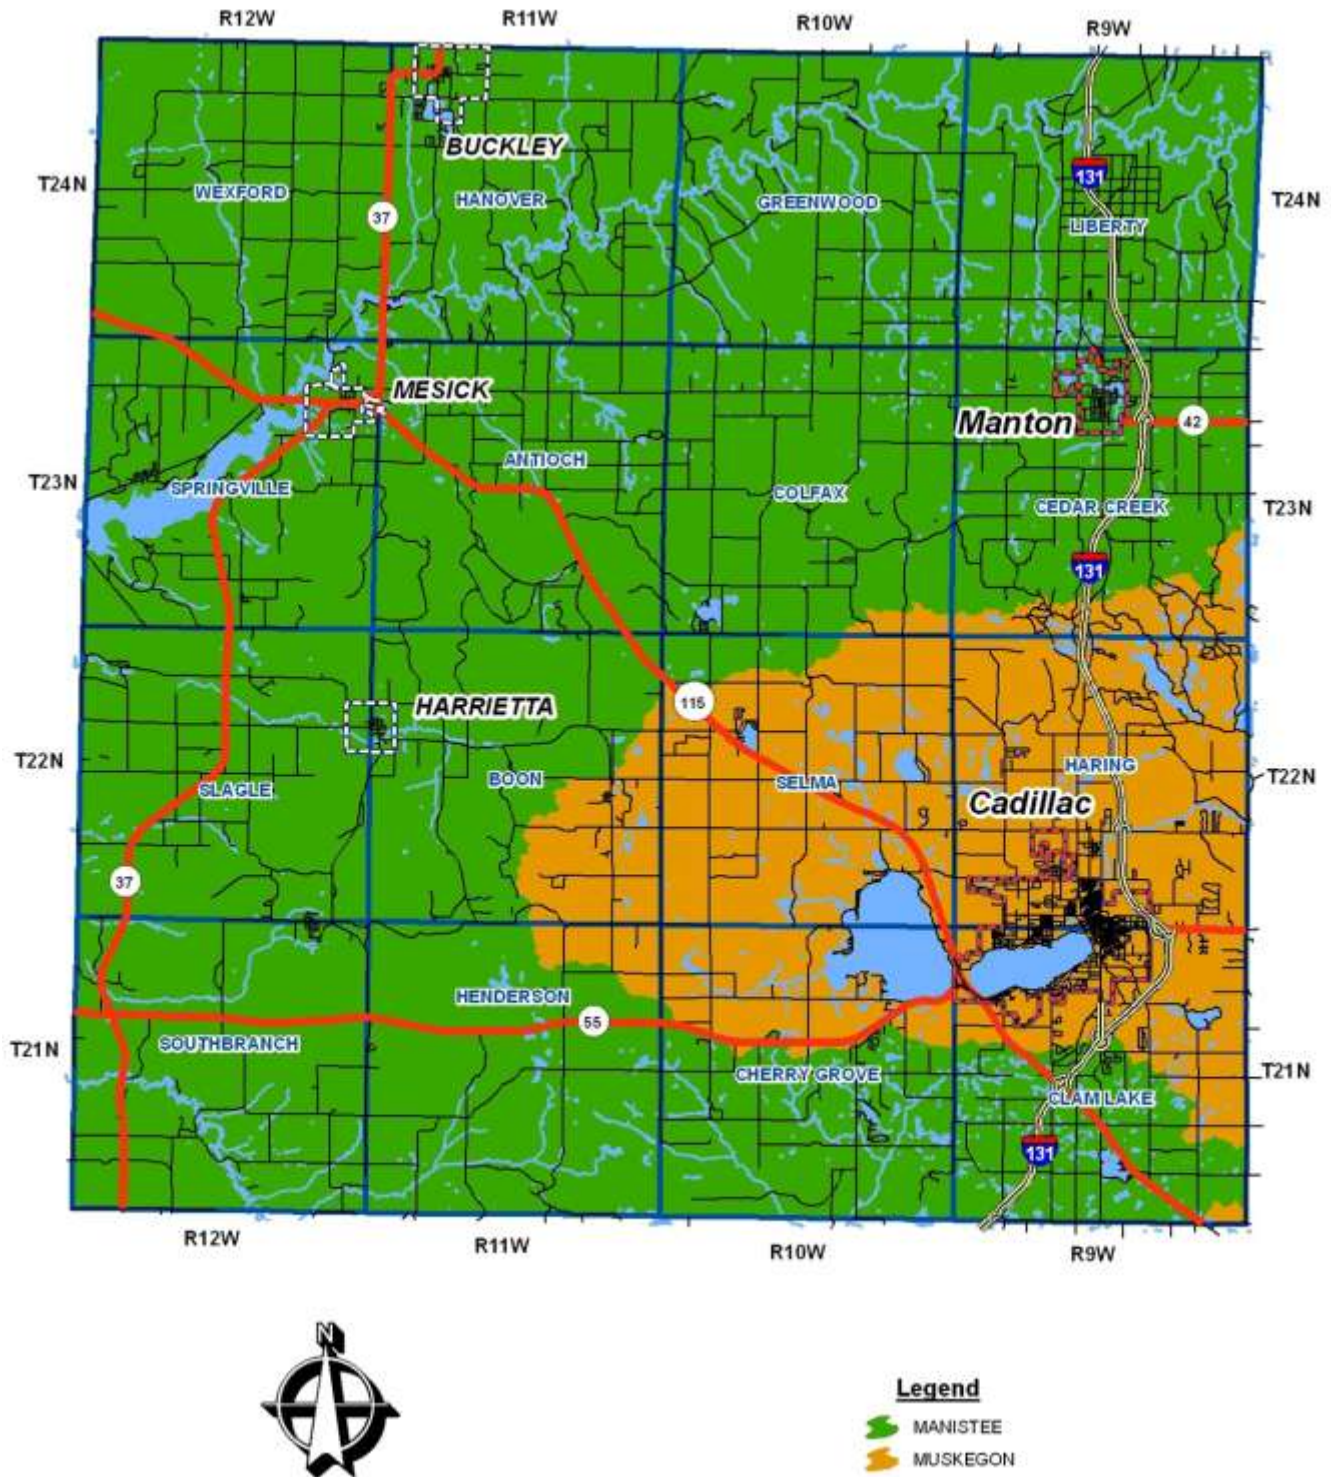 R12W
R11W
R10W
R9W
BUCKLEY
131
T24N
WEXFORD
HANOVER
GREENWOOD
T24N
37
LIBERTY
MESICK
Manton
42
ANTIOCH
T23N
SPRINGVILLE
COLFAX
CEDAR CREEK
T23N
131
HARRIETTA
115
T22N
SLAGLE
BOON
SELMA
HARING
T22N
Cadillac
37
HENDERSON
55
T21N
SOUTHBRANCH
CHERRY GROVE
T21N
CLAM LAKE
131
R12W
R11W
R10W
R9W
N
Legend
MANISTEE
MUSKEGON